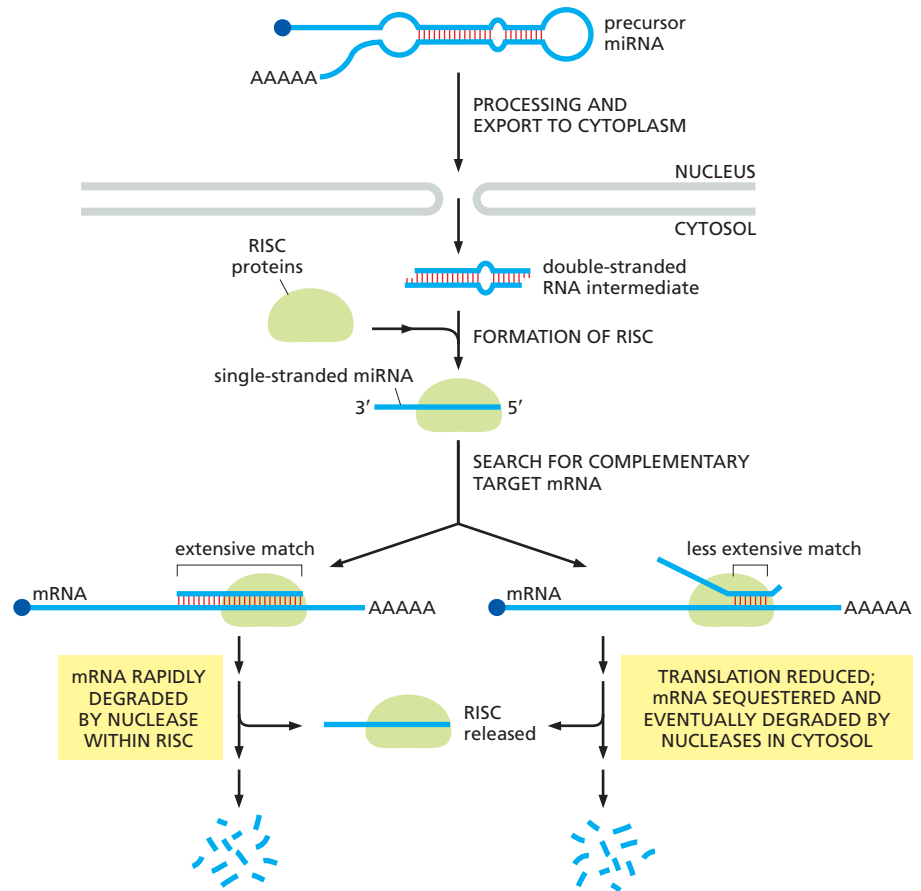 precursor
miRNA
AAAAA
PROCESSING AND
EXPORT TO CYTOPLASM
NUCLEUS
CYTOSOL
RISC
proteins
double-stranded
RNA intermediate
FORMATION OF RISC
single-stranded miRNA
3′
5′
SEARCH FOR COMPLEMENTARY
TARGET mRNA
extensive match
less extensive match
mRNA
AAAAA
mRNA
AAAAA
mRNA RAPIDLY
DEGRADED
BY NUCLEASE
WITHIN RISC
RISC
released
TRANSLATION REDUCED;
mRNA SEQUESTERED AND
EVENTUALLY DEGRADED BY
NUCLEASES IN CYTOSOL